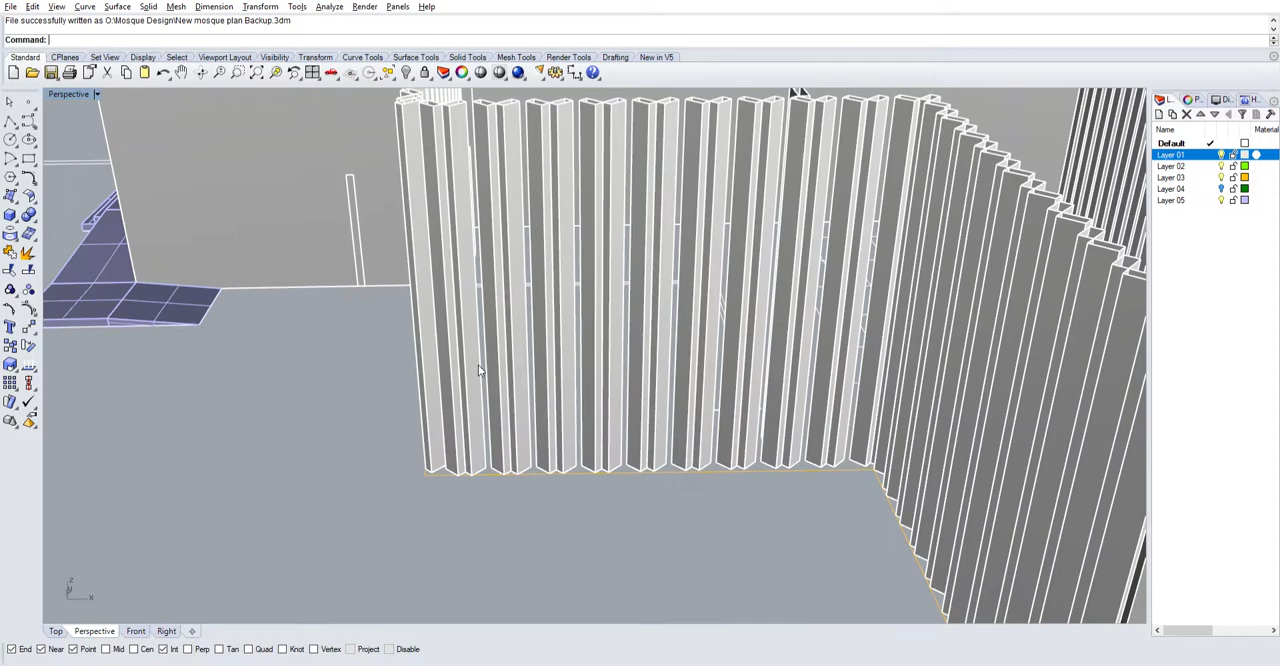 File Edit View Curve Surface Solid Mesh Dimension Transform Tools Analyze Render Panels Help
File successfully written as O:\Mosque Design\New mosque plan Backup.3dm
Command:
Standard CPlanes Set View Display Select Viewport Layout Visibility Transform Curve Tools Surface Tools Solid Tools Mesh Tools Render Tools Drafting New in V5
Perspective
L... P... Di... H...
Name Material
Default
Layer 01
Layer 02
Layer 03
Layer 04
Layer 05
z
y
x
Top Perspective Front Right
End Near Point Mid Cen Int Perp Tan Quad Knot Vertex Project Disable